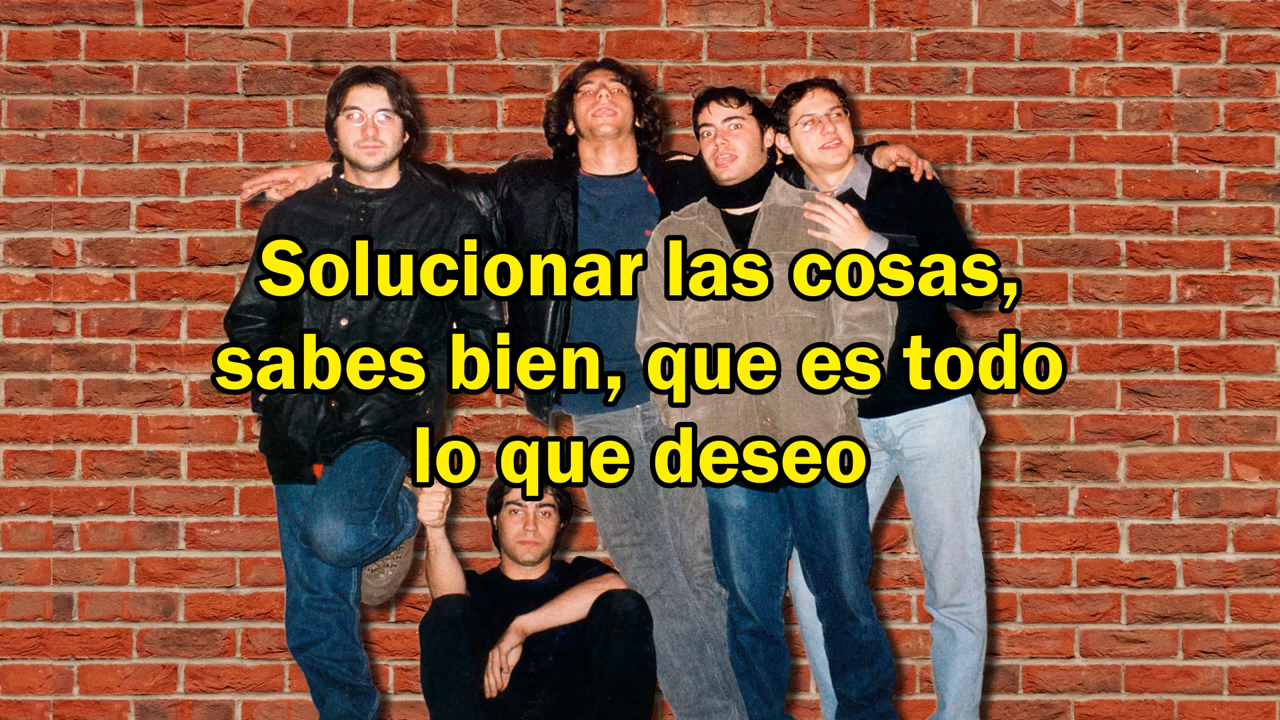 Solucionar las cosas,
sabes bien, que es todo
lo que deseo